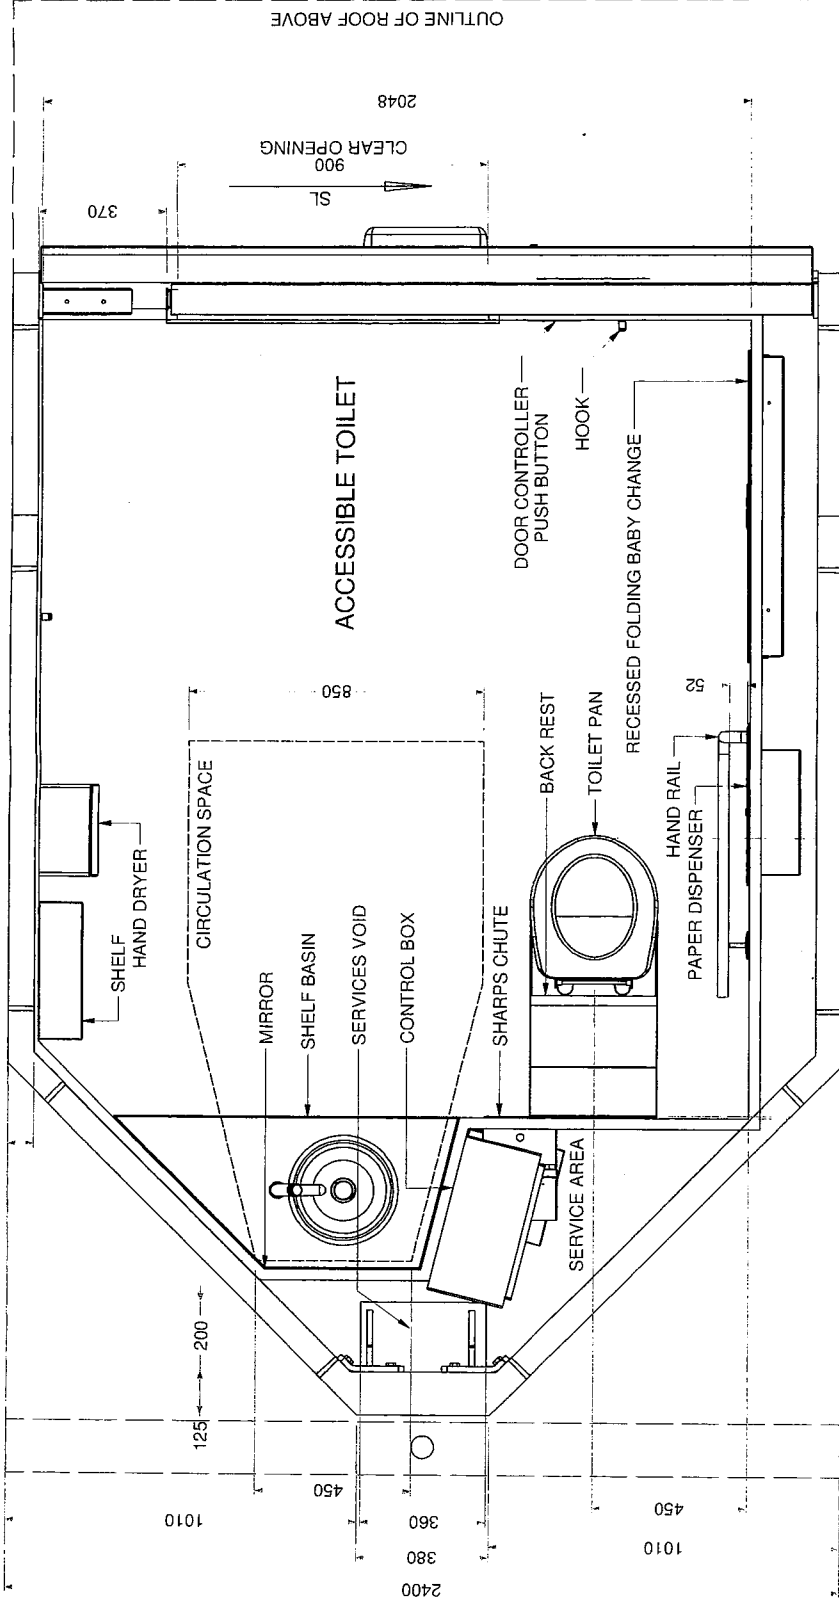 OUTLINE OF ROOF ABOVE
2048
CLEAR OPENING
900
SL
370
ACCESSIBLE TOILET
DOOR CONTROLLER
PUSH BUTTON
HOOK
RECESSED FOLDING BABY CHANGE
850
52
CIRCULATION SPACE
SHELF
HAND DRYER
BACK REST
TOILET PAN
HAND RAIL
PAPER DISPENSER
MIRROR
SHELF BASIN
SERVICES VOID
CONTROL BOX
SHARPS CHUTE
SERVICE AREA
200
125
450
450
1010
360
1010
380
2400